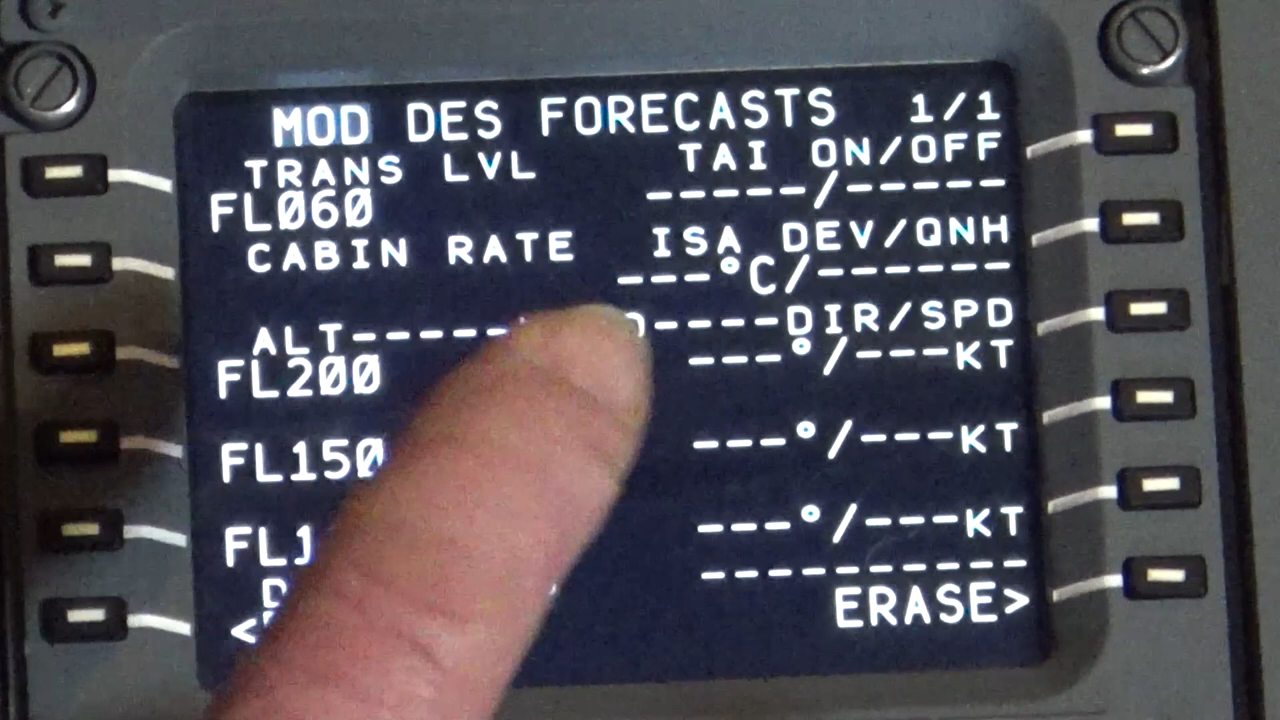 MOD DES FORECASTS 1/1
TRANS LVL TAI ON/OFF
FL060 -----/-----
CABIN RATE ISA DEV/QNH
---°C/------
ALT------ ----DIR/SPD
FL200 ---°/---KT
FL150 ---°/---KT
---°/---KT
----------
ERASE>